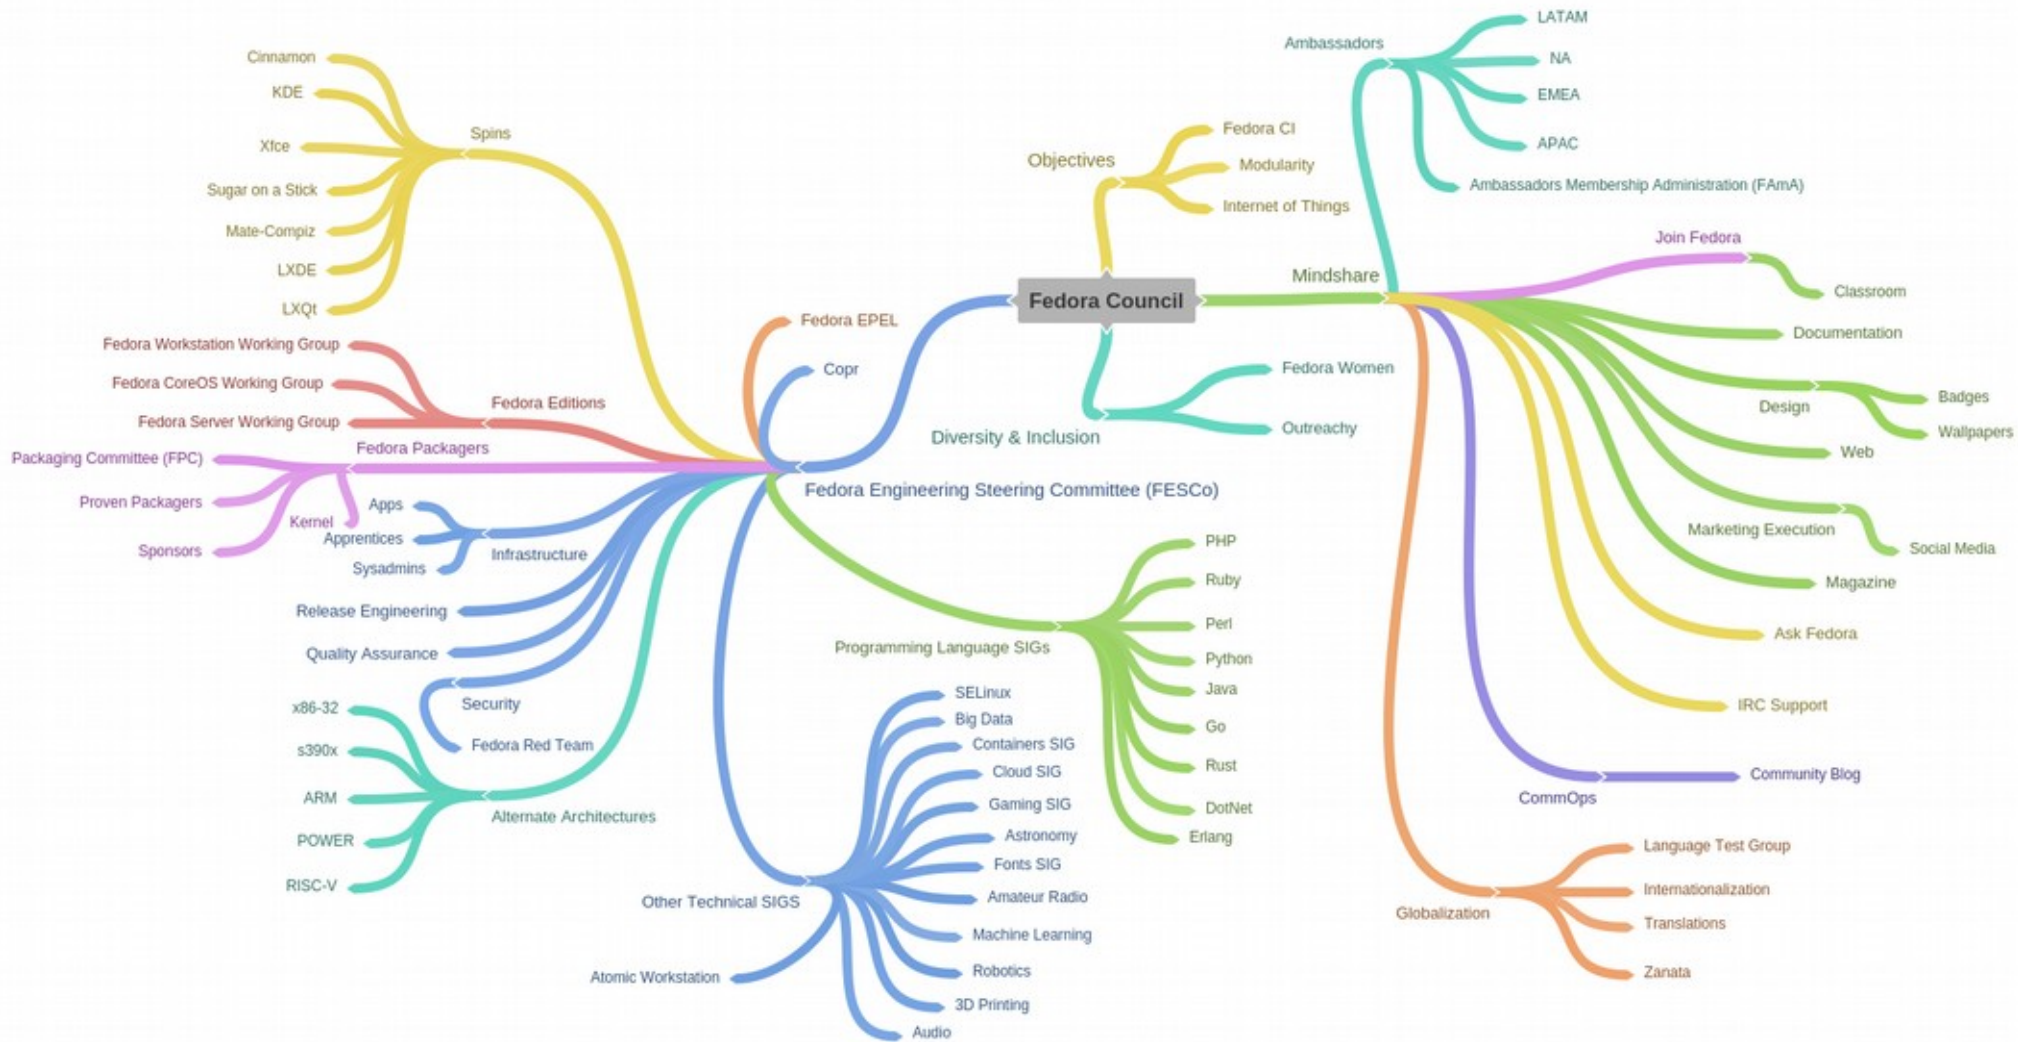 Fedora Council
Objectives
Fedora CI
Modularity
Internet of Things
Mindshare
Ambassadors
LATAM
NA
EMEA
APAC
Ambassadors Membership Administration (FAmA)
Join Fedora
Classroom
Documentation
Design
Badges
Wallpapers
Web
Marketing Execution
Social Media
Magazine
Ask Fedora
IRC Support
CommOps
Community Blog
Globalization
Language Test Group
Internationalization
Translations
Zanata
Diversity & Inclusion
Fedora Women
Outreachy
Fedora Engineering Steering Committee (FESCo)
Fedora EPEL
Copr
Spins
Cinnamon
KDE
Xfce
Sugar on a Stick
Mate-Compiz
LXDE
LXQt
Fedora Editions
Fedora Workstation Working Group
Fedora CoreOS Working Group
Fedora Server Working Group
Fedora Packagers
Packaging Committee (FPC)
Proven Packagers
Sponsors
Kernel
Infrastructure
Apps
Apprentices
Sysadmins
Release Engineering
Quality Assurance
Security
Fedora Red Team
Alternate Architectures
x86-32
s390x
ARM
POWER
RISC-V
Programming Language SIGs
PHP
Ruby
Perl
Python
Java
Go
Rust
DotNet
Erlang
Other Technical SIGS
SELinux
Big Data
Containers SIG
Cloud SIG
Gaming SIG
Astronomy
Fonts SIG
Amateur Radio
Machine Learning
Robotics
3D Printing
Audio
Atomic Workstation